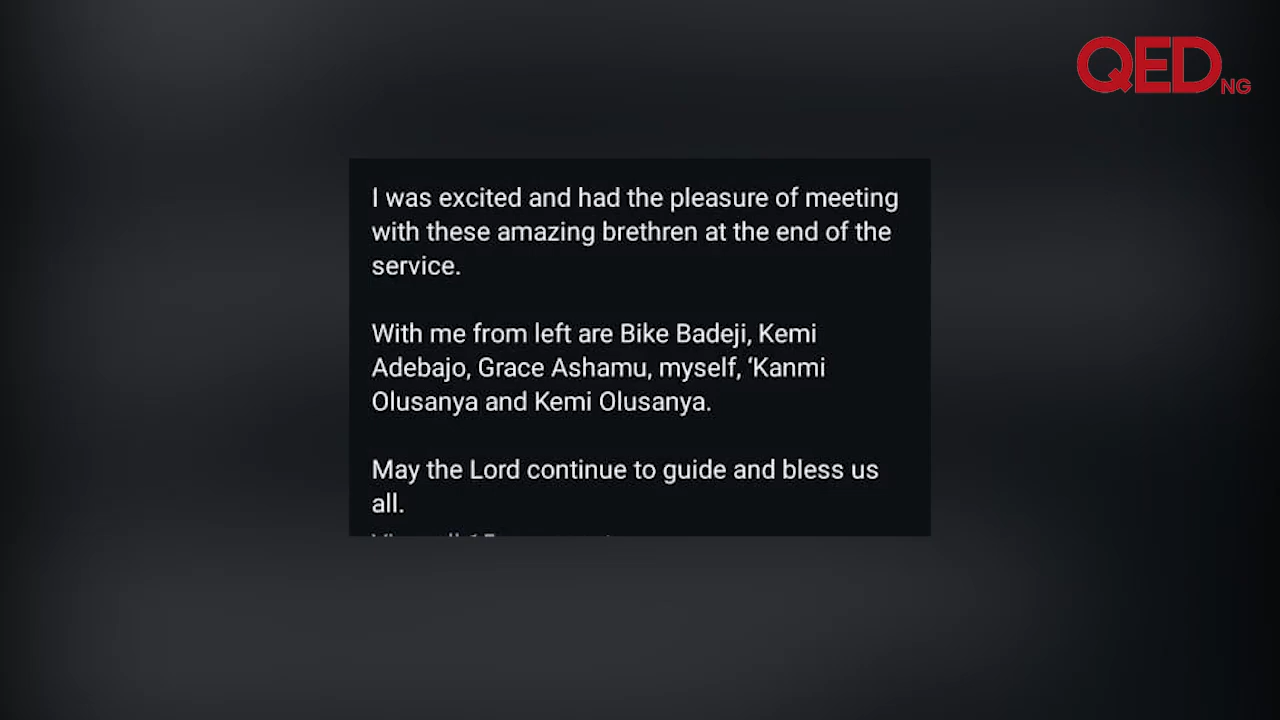 QED NG
I was excited and had the pleasure of meeting
with these amazing brethren at the end of the
service.
With me from left are Bike Badeji, Kemi
Adebajo, Grace Ashamu, myself, ‘Kanmi
Olusanya and Kemi Olusanya.
May the Lord continue to guide and bless us
all.